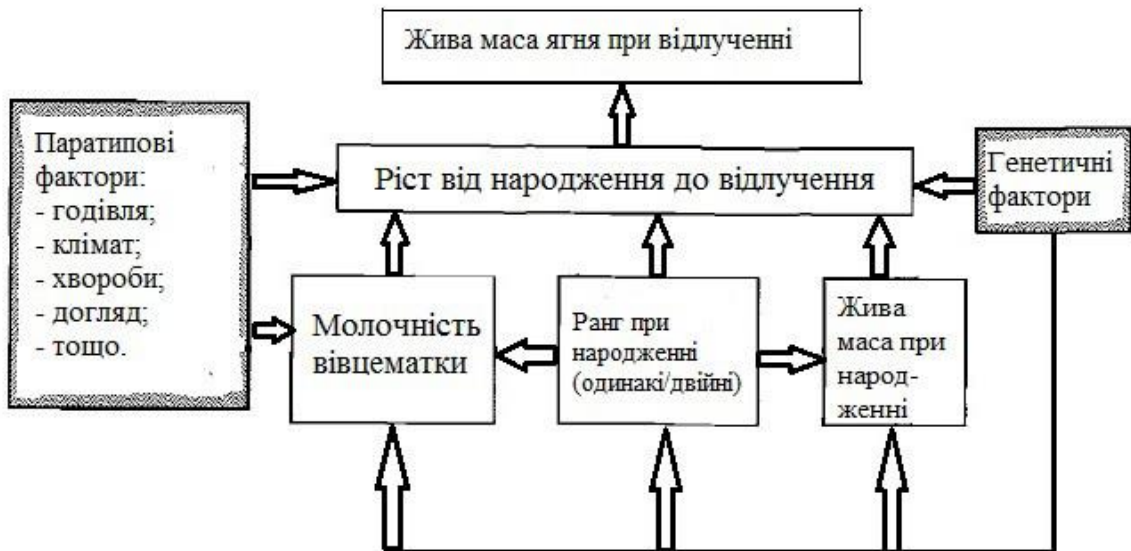 Жива маса ягня при відлученні
Паратипові
фактори:
- годівля;
- клімат;
- хвороби;
- догляд;
- тощо.
Ріст від народження до відлучення
Генетичні
фактори
Молочність
вівцематки
Ранг при
народженні
(одинакі/двійні)
Жива
маса при
народ-
женні